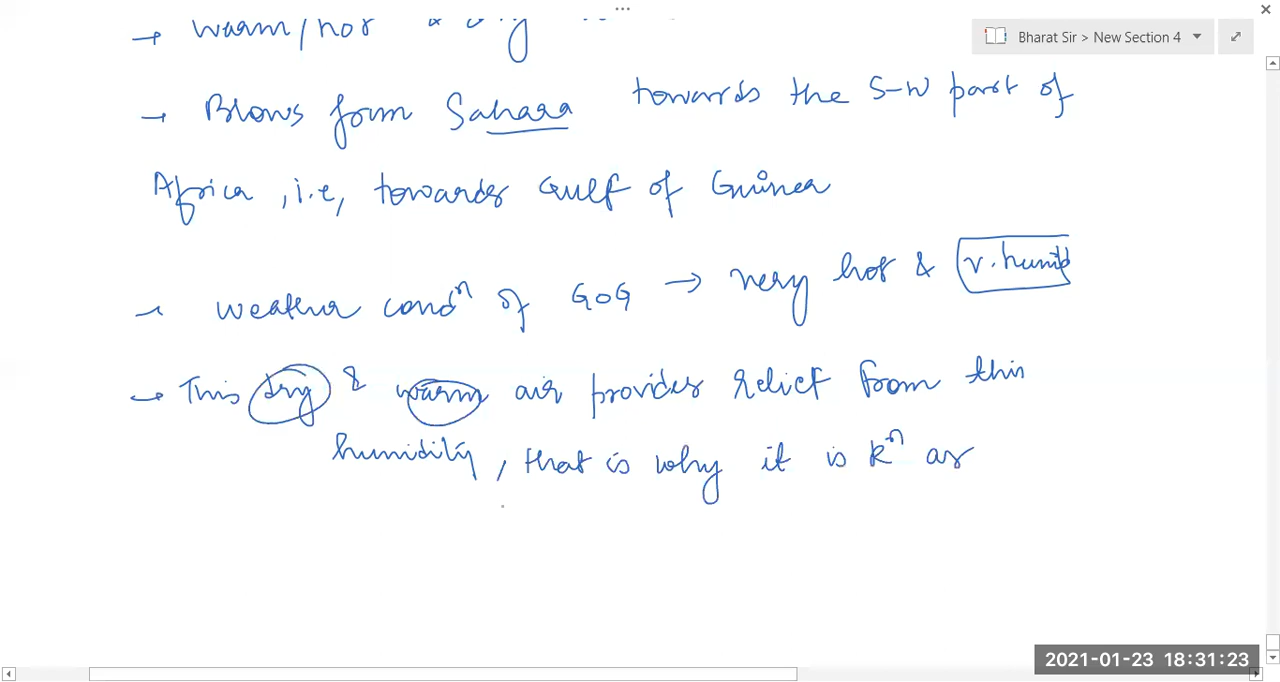 Bharat Sir > New Section 4
→ warm/hot & dry
→ Blows form Sahara towards the S-W part of
Africa, i.e, towards Gulf of Guinea
→ weather condⁿ of GOG → very hot & v. humid
→ This dry & warm air provides relief from this
humidity, that is why it is kⁿ as
2021-01-23 18:31:23